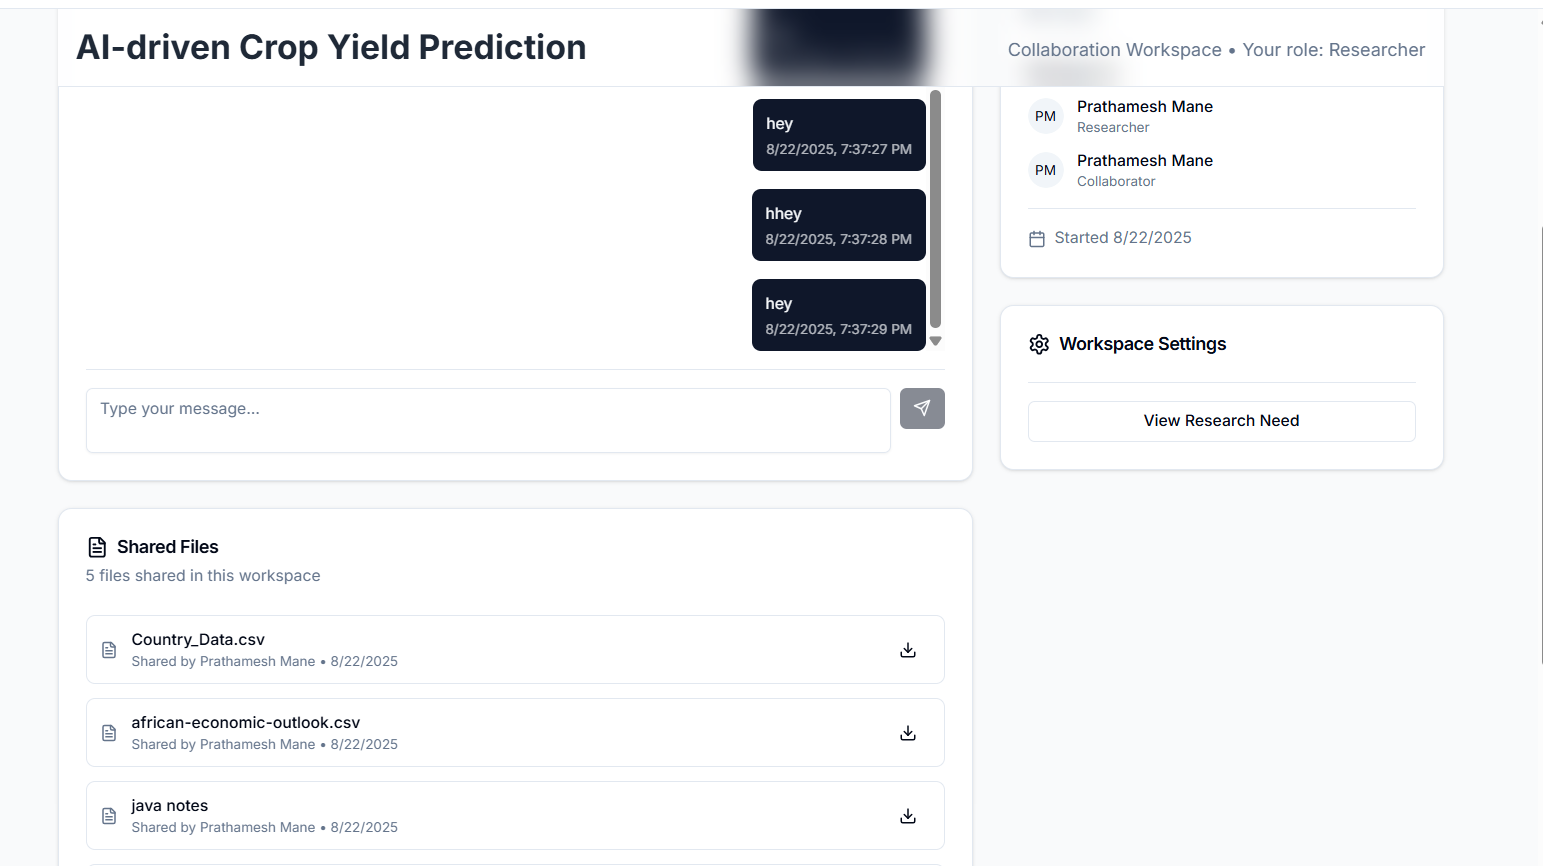 AI-driven Crop Yield Prediction
Collaboration Workspace • Your role: Researcher
hey
8/22/2025, 7:37:27 PM
hhey
8/22/2025, 7:37:28 PM
hey
8/22/2025, 7:37:29 PM
Type your message...
PM
Prathamesh Mane
Researcher
PM
Prathamesh Mane
Collaborator
Started 8/22/2025
Workspace Settings
View Research Need
Shared Files
5 files shared in this workspace
Country_Data.csv
Shared by Prathamesh Mane • 8/22/2025
african-economic-outlook.csv
Shared by Prathamesh Mane • 8/22/2025
java notes
Shared by Prathamesh Mane • 8/22/2025